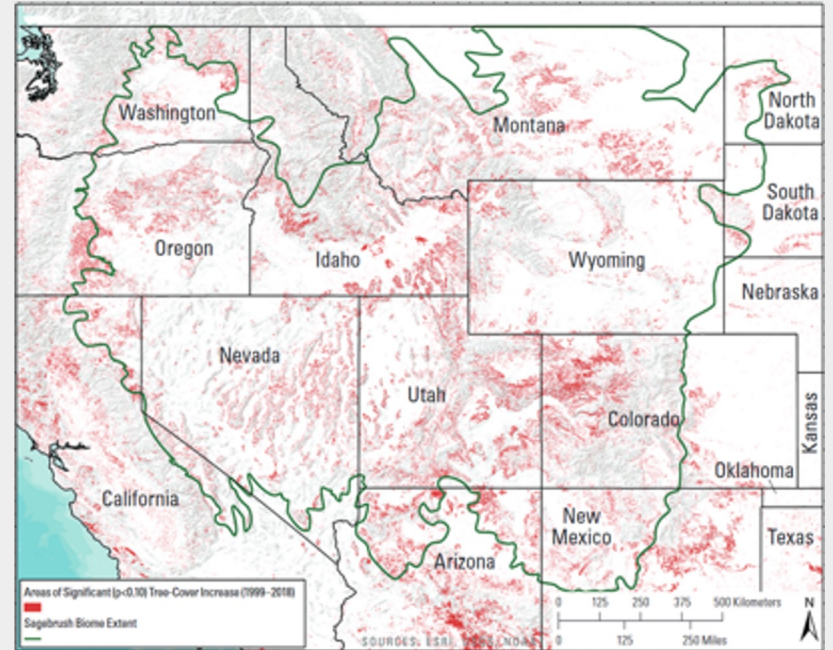 Washington
Montana
North
Dakota
South
Dakota
Oregon
Idaho
Wyoming
Nebraska
Nevada
Utah
Colorado
Kansas
Oklahoma
California
New
Mexico
Arizona
Texas
Areas of Significant (p<0.10) Tree-Cover Increase (1999–2018)
Sagebrush Biome Extent
0 125 250 375 500 Kilometers
0 125 250 Miles
N
SOURCES: ESRI,